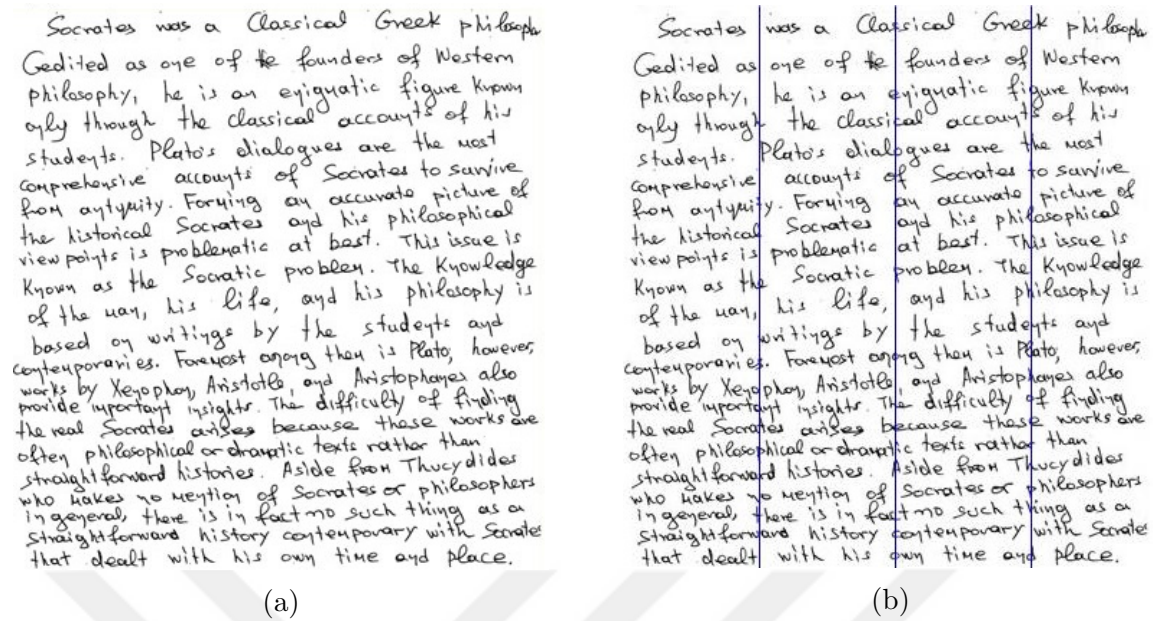 Socrates was a Classical Greek philosoph
Credited as one of the founders of Western
philosophy, he is an enigmatic figure known
only through the classical accounts of his
students. Plato's dialogues are the most
comprehensive accounts of Socrates to survive
from antiquity. Forming an accurate picture of
the historical Socrates and his philosophical
viewpoints is problematic at best. This issue is
known as the Socratic problem. The knowledge
of the man, his life, and his philosophy is
based on writings by the students and
contemporaries. Foremost among them is Plato, however,
works by Xenophon, Aristotle, and Aristophanes also
provide important insights. The difficulty of finding
the real Socrates arises because these works are
often philosophical or dramatic texts rather than
straightforward histories. Aside from Thucydides
who makes no mention of Socrates or philosophers
in general, there is in fact no such thing as a
straightforward history contemporary with Socrates
that dealt with his own time and place.
(a)
Socrates was a Classical Greek philosoph
Credited as one of the founders of Western
philosophy, he is an enigmatic figure known
only through the classical accounts of his
students. Plato's dialogues are the most
comprehensive accounts of Socrates to survive
from antiquity. Forming an accurate picture of
the historical Socrates and his philosophical
viewpoints is problematic at best. This issue is
known as the Socratic problem. The knowledge
of the man, his life, and his philosophy is
based on writings by the students and
contemporaries. Foremost among them is Plato, however,
works by Xenophon, Aristotle, and Aristophanes also
provide important insights. The difficulty of finding
the real Socrates arises because these works are
often philosophical or dramatic texts rather than
straightforward histories. Aside from Thucydides
who makes no mention of Socrates or philosophers
in general, there is in fact no such thing as a
straightforward history contemporary with Socrates
that dealt with his own time and place.
(b)